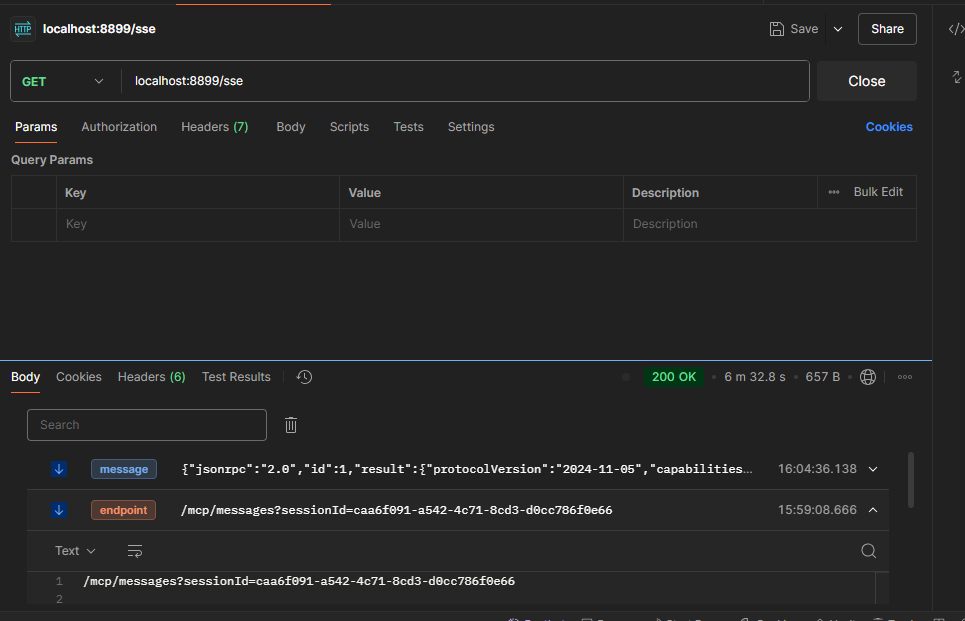 HTTP localhost:8899/sse Save Share </>
GET localhost:8899/sse Close
Params Authorization Headers (7) Body Scripts Tests Settings Cookies
Query Params
Key Value Description ••• Bulk Edit
Key Value Description
Body Cookies Headers (6) Test Results 200 OK • 6 m 32.8 s • 657 B •
Search
message {"jsonrpc":"2.0","id":1,"result":{"protocolVersion":"2024-11-05","capabilities... 16:04:36.138
endpoint /mcp/messages?sessionId=caa6f091-a542-4c71-8cd3-d0cc786f0e66 15:59:08.666
Text
1 /mcp/messages?sessionId=caa6f091-a542-4c71-8cd3-d0cc786f0e66
2